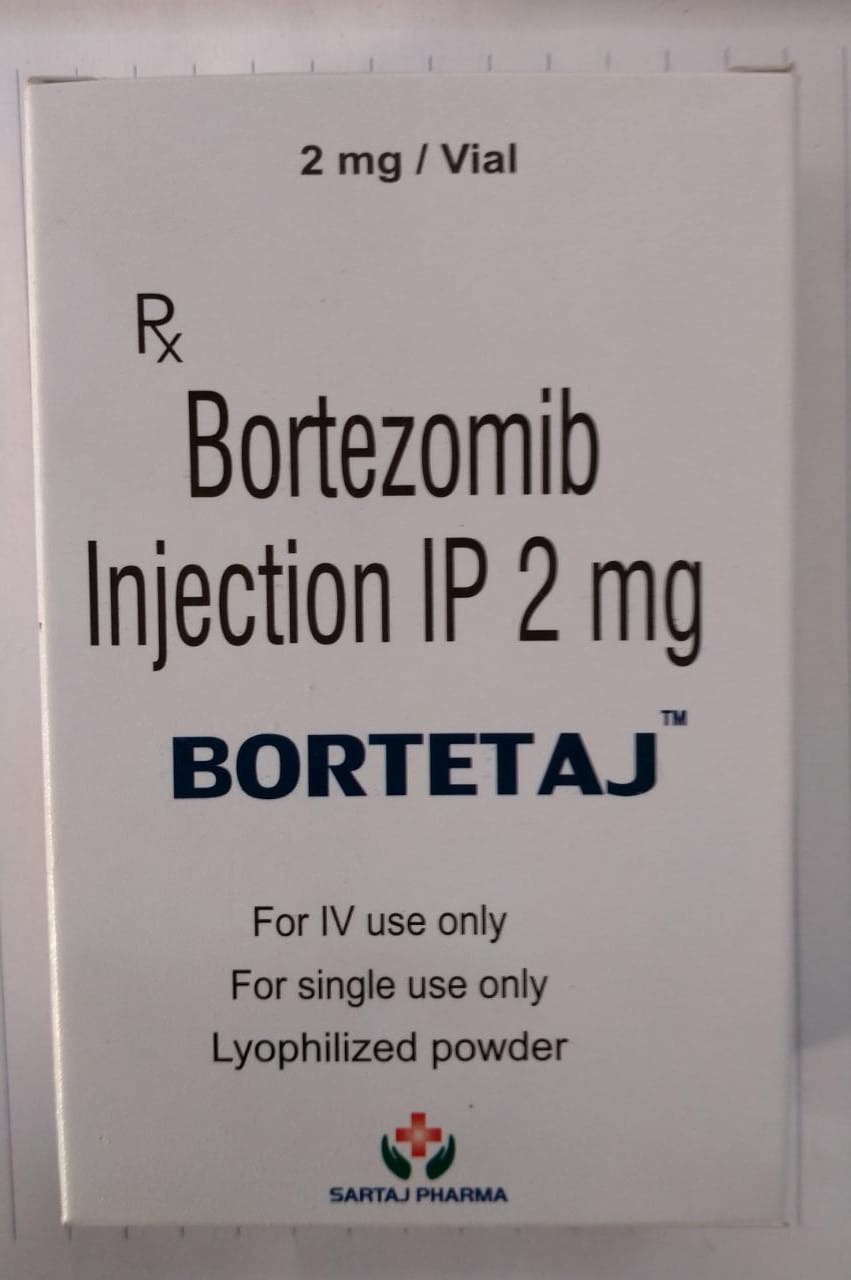 2 mg / Vial
Rx
Bortezomib
Injection IP 2 mg
BORTETAJ™
For IV use only
For single use only
Lyophilized powder
SARTAJ PHARMA